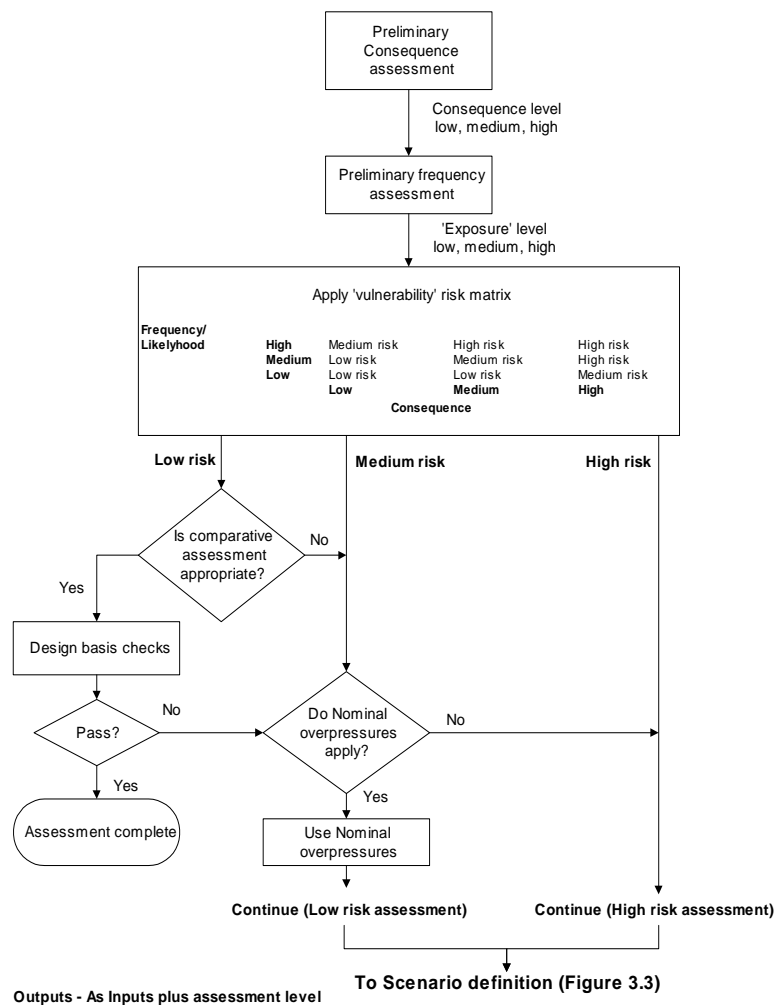 Preliminary
Consequence
assessment
Consequence level
low, medium, high
Preliminary frequency
assessment
'Exposure' level
low, medium, high
Apply 'vulnerability' risk matrix
Frequency/
Likelyhood
High Medium risk High risk High risk
Medium Low risk Medium risk High risk
Low Low risk Low risk Medium risk
Low Medium High
Consequence
Low risk Medium risk High risk
Is comparative
assessment
appropriate?
No
Yes
Design basis checks
Pass?
No
Do Nominal
overpressures
apply?
No
Yes
Yes
Assessment complete
Use Nominal
overpressures
Continue (Low risk assessment) Continue (High risk assessment)
To Scenario definition (Figure 3.3)
Outputs - As Inputs plus assessment level